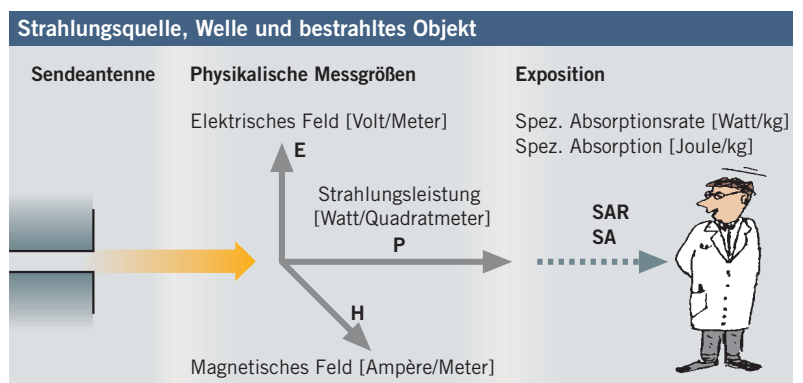 Strahlungsquelle, Welle und bestrahltes Objekt
Sendeantenne
Physikalische Messgrößen
Exposition
Elektrisches Feld [Volt/Meter]
E
Strahlungsleistung
[Watt/Quadratmeter]
P
H
Magnetisches Feld [Ampère/Meter]
Spez. Absorptionsrate [Watt/kg]
Spez. Absorption [Joule/kg]
SAR
SA